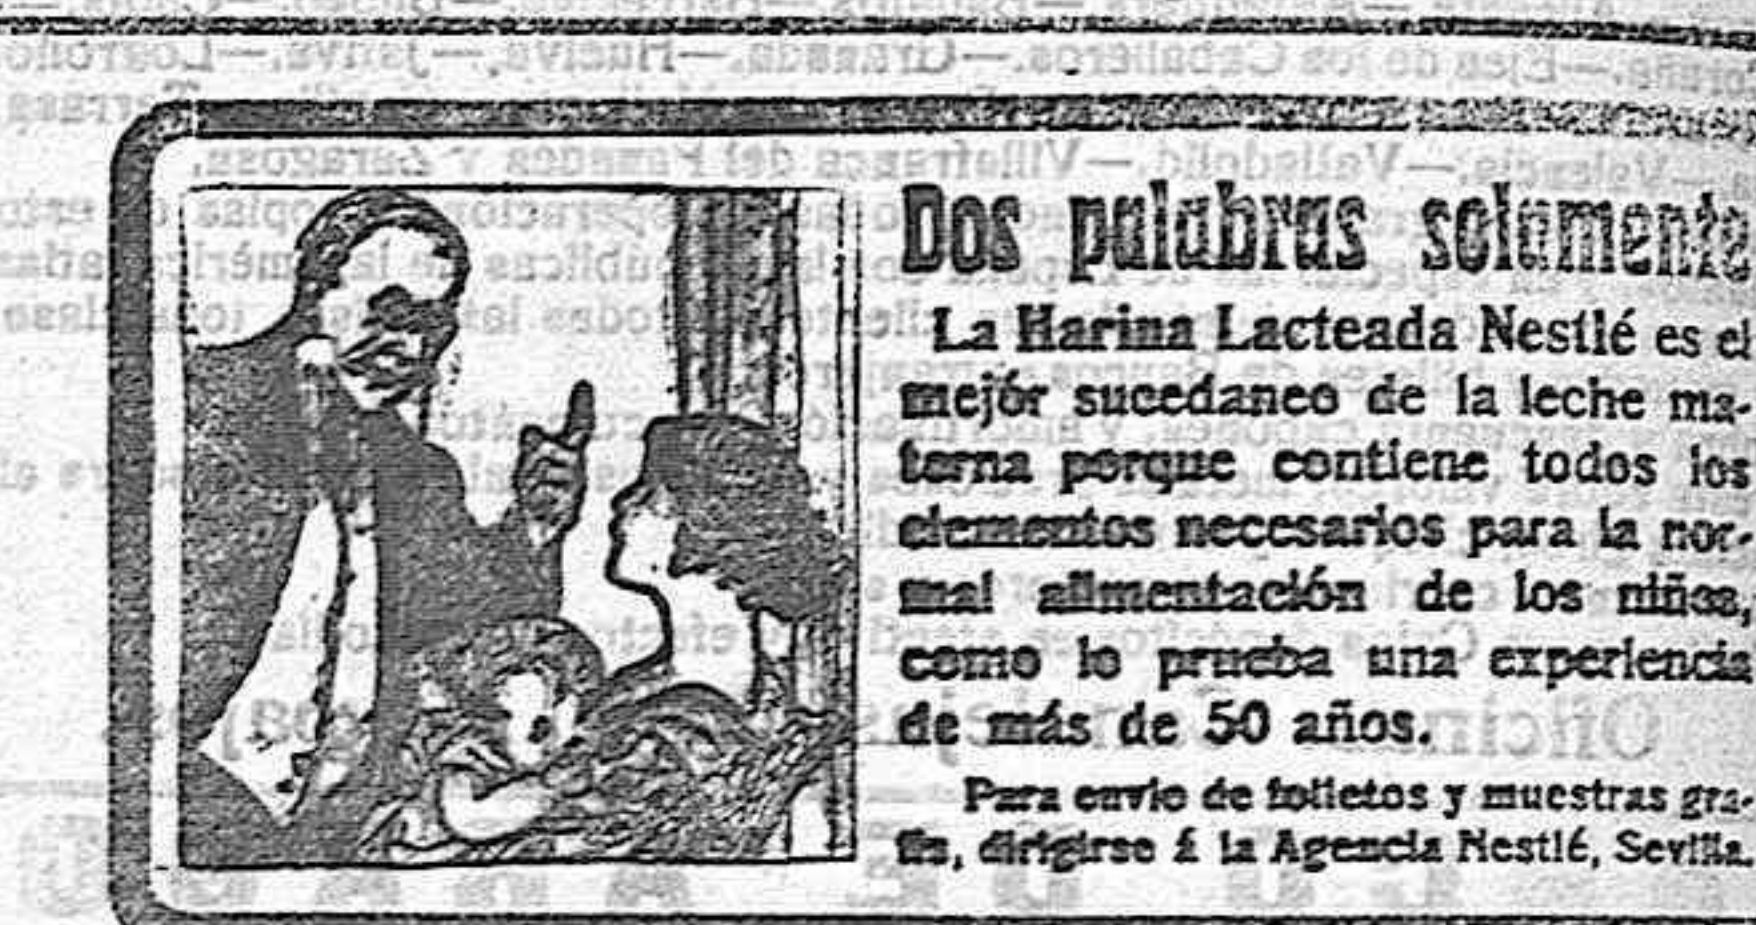 Dos palabras solamente
La Harina Lacteada Nestlé es el
mejór sucedaneo de la leche ma-
terna porque contiene todos los
elementos necesarios para la nor-
mal alimentación de los niños,
como lo prueba una experiencia
de más de 50 años.
Para envio de folletos y muestras gra-
tis, dirigirse á la Agencia Nestlé, Sevilla.